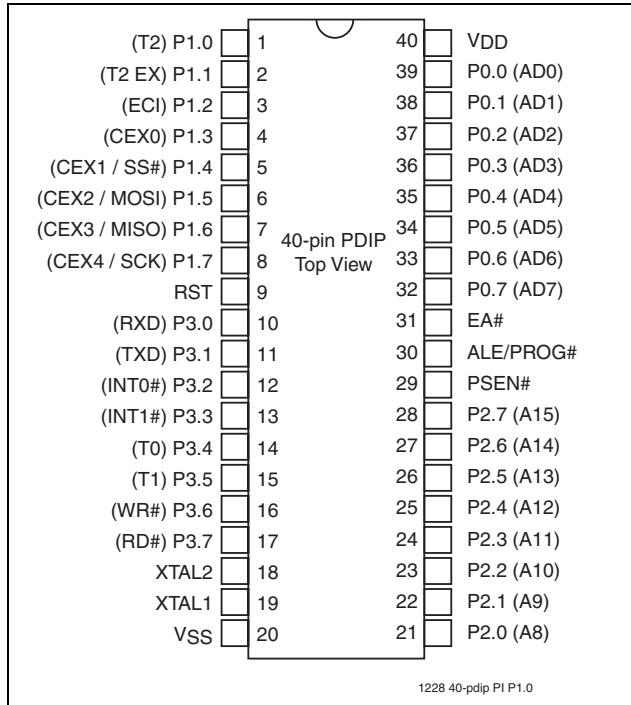 (T2) P1.0 1 40 VDD
(T2 EX) P1.1 2 39 P0.0 (AD0)
(ECI) P1.2 3 38 P0.1 (AD1)
(CEX0) P1.3 4 37 P0.2 (AD2)
(CEX1 / SS#) P1.4 5 36 P0.3 (AD3)
(CEX2 / MOSI) P1.5 6 35 P0.4 (AD4)
(CEX3 / MISO) P1.6 7 34 P0.5 (AD5)
40-pin PDIP
Top View
(CEX4 / SCK) P1.7 8 33 P0.6 (AD6)
RST 9 32 P0.7 (AD7)
(RXD) P3.0 10 31 EA#
(TXD) P3.1 11 30 ALE/PROG#
(INT0#) P3.2 12 29 PSEN#
(INT1#) P3.3 13 28 P2.7 (A15)
(T0) P3.4 14 27 P2.6 (A14)
(T1) P3.5 15 26 P2.5 (A13)
(WR#) P3.6 16 25 P2.4 (A12)
(RD#) P3.7 17 24 P2.3 (A11)
XTAL2 18 23 P2.2 (A10)
XTAL1 19 22 P2.1 (A9)
VSS 20 21 P2.0 (A8)
1228 40-pdip PI P1.0